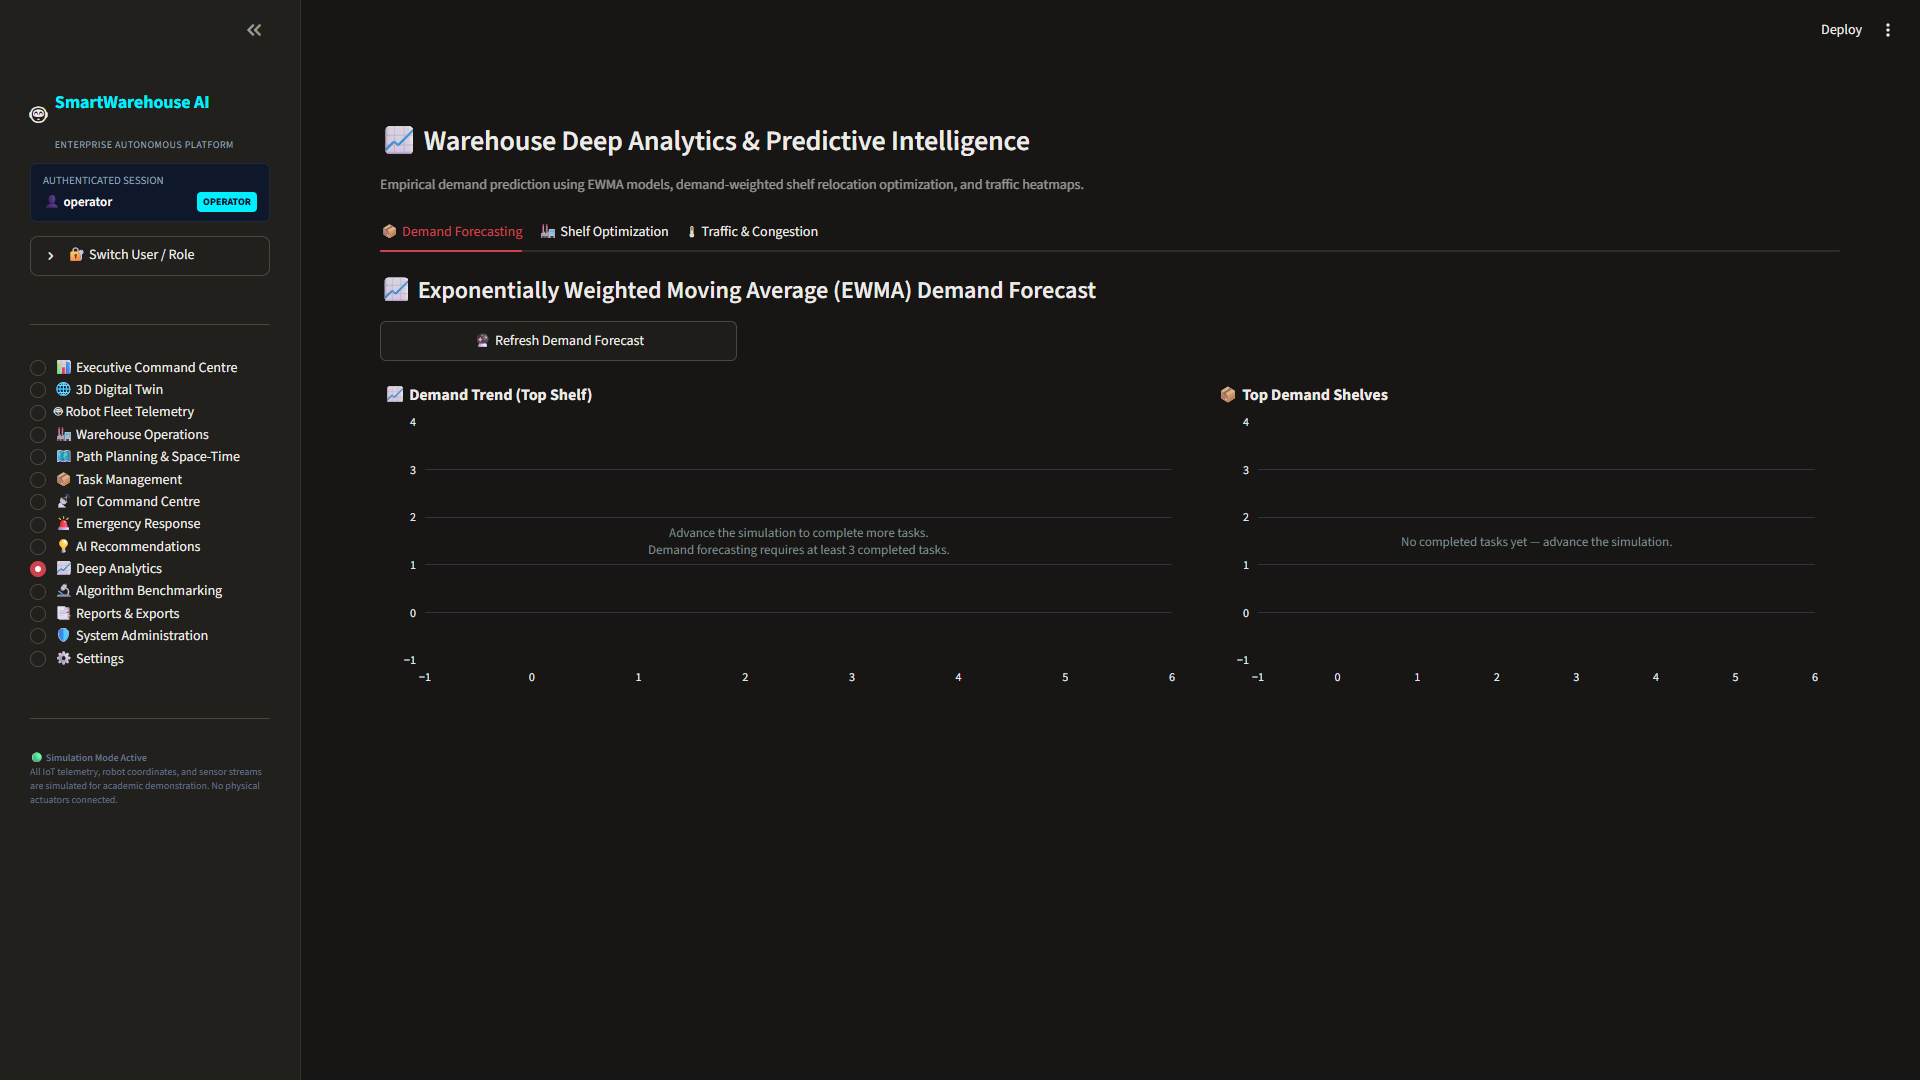 Deploy
SmartWarehouse AI
ENTERPRISE AUTONOMOUS PLATFORM
AUTHENTICATED SESSION
operator
OPERATOR
Switch User / Role
Executive Command Centre
3D Digital Twin
Robot Fleet Telemetry
Warehouse Operations
Path Planning & Space-Time
Task Management
IoT Command Centre
Emergency Response
AI Recommendations
Deep Analytics
Algorithm Benchmarking
Reports & Exports
System Administration
Settings
Simulation Mode Active
All IoT telemetry, robot coordinates, and sensor streams
are simulated for academic demonstration. No physical
actuators connected.
Warehouse Deep Analytics & Predictive Intelligence
Empirical demand prediction using EWMA models, demand-weighted shelf relocation optimization, and traffic heatmaps.
Demand Forecasting
Shelf Optimization
Traffic & Congestion
Exponentially Weighted Moving Average (EWMA) Demand Forecast
Refresh Demand Forecast
Demand Trend (Top Shelf)
4
3
2
Advance the simulation to complete more tasks.
Demand forecasting requires at least 3 completed tasks.
1
0
−1
−1 0 1 2 3 4 5 6
Top Demand Shelves
4
3
2
No completed tasks yet — advance the simulation.
1
0
−1
−1 0 1 2 3 4 5 6